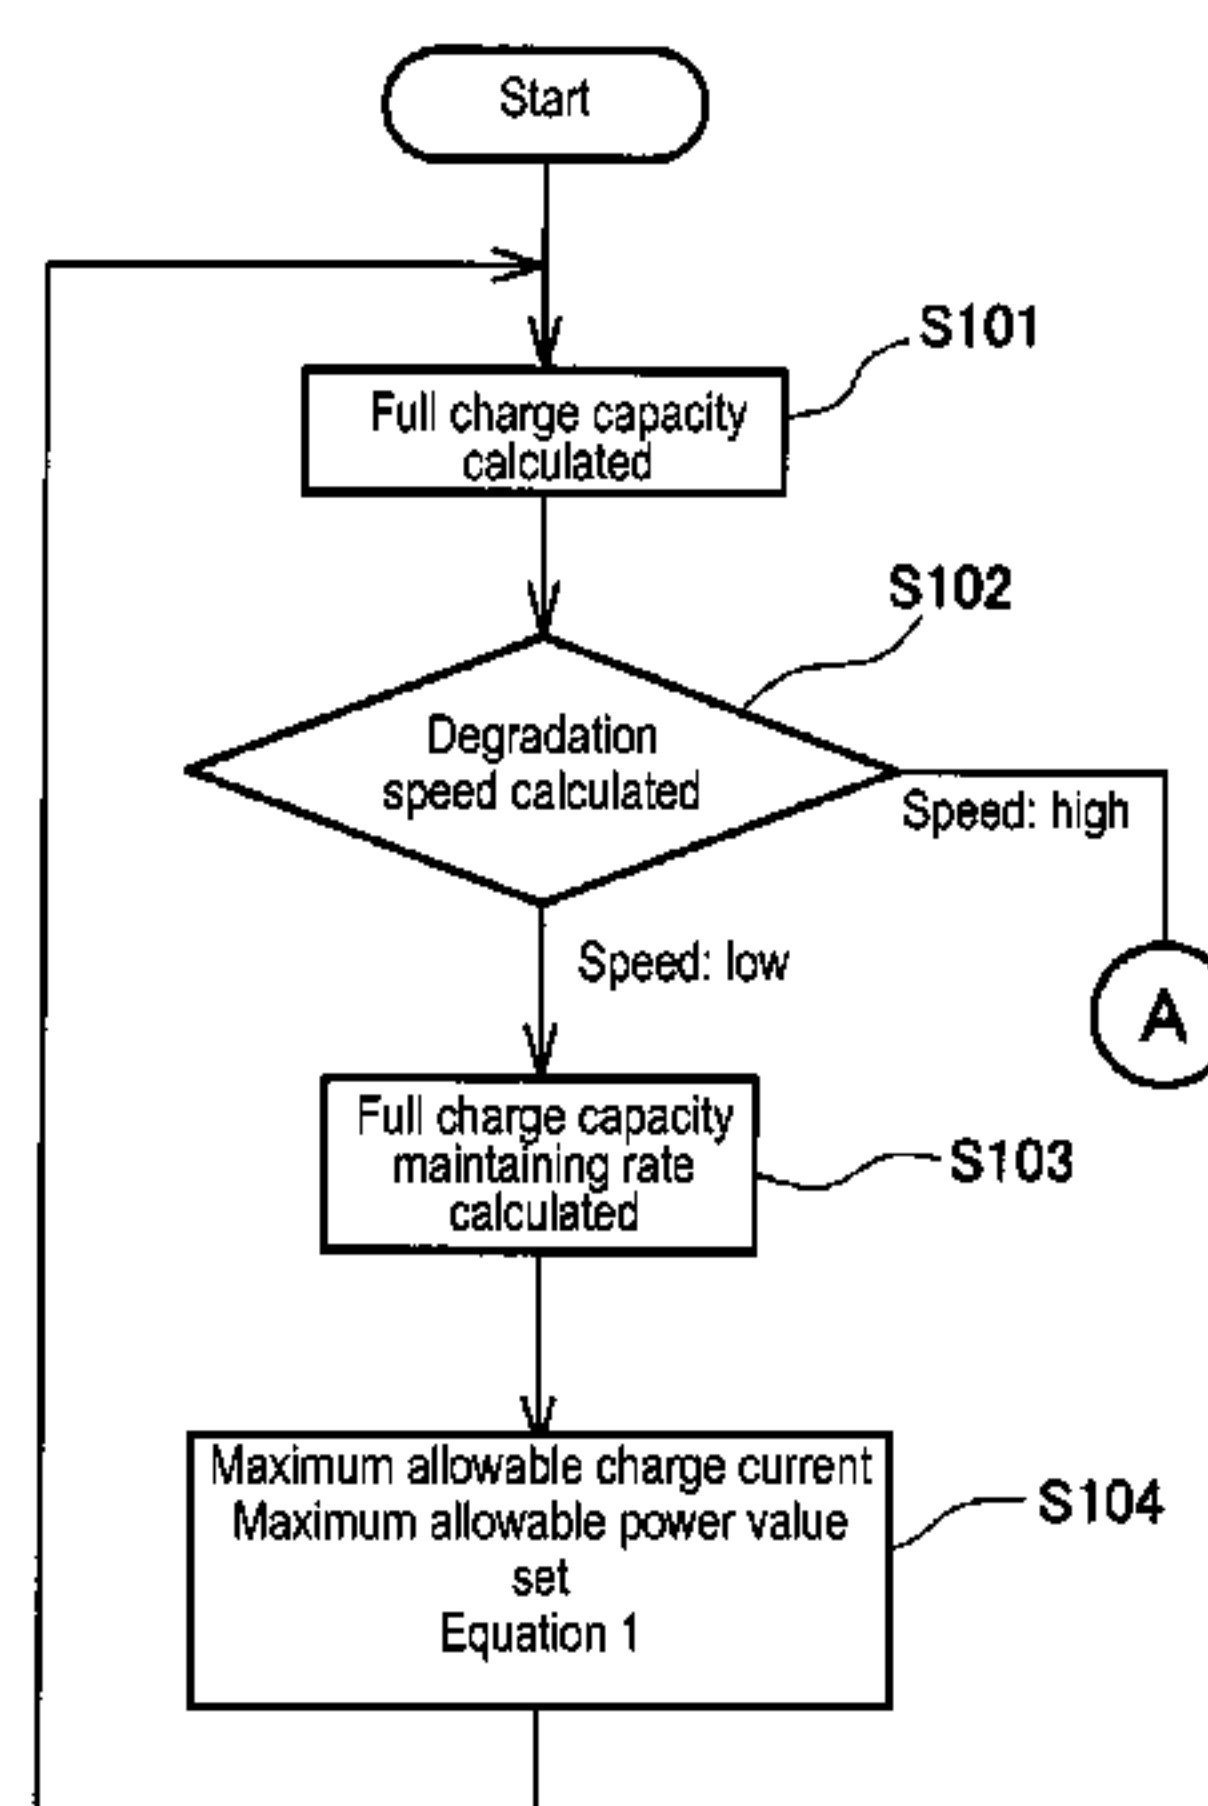 Start
S101
Full charge capacity
calculated
S102
Degradation
speed calculated
Speed: high
Speed: low
A
Full charge capacity
maintaining rate
calculated
S103
Maximum allowable charge current
Maximum allowable power value
set
Equation 1
S104